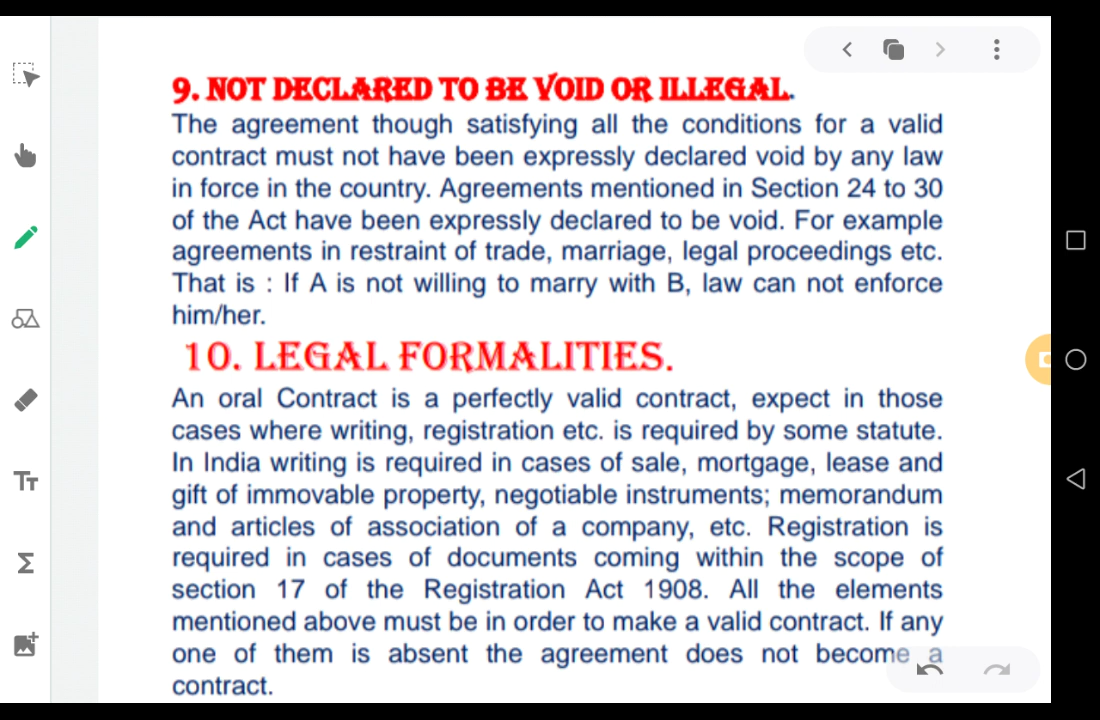 9. NOT DECLARED TO BE VOID OR ILLEGAL.
The agreement though satisfying all the conditions for a valid
contract must not have been expressly declared void by any law
in force in the country. Agreements mentioned in Section 24 to 30
of the Act have been expressly declared to be void. For example
agreements in restraint of trade, marriage, legal proceedings etc.
That is : If A is not willing to marry with B, law can not enforce
him/her.
10. LEGAL FORMALITIES.
An oral Contract is a perfectly valid contract, expect in those
cases where writing, registration etc. is required by some statute.
In India writing is required in cases of sale, mortgage, lease and
gift of immovable property, negotiable instruments; memorandum
and articles of association of a company, etc. Registration is
required in cases of documents coming within the scope of
section 17 of the Registration Act 1908. All the elements
mentioned above must be in order to make a valid contract. If any
one of them is absent the agreement does not become a
contract.